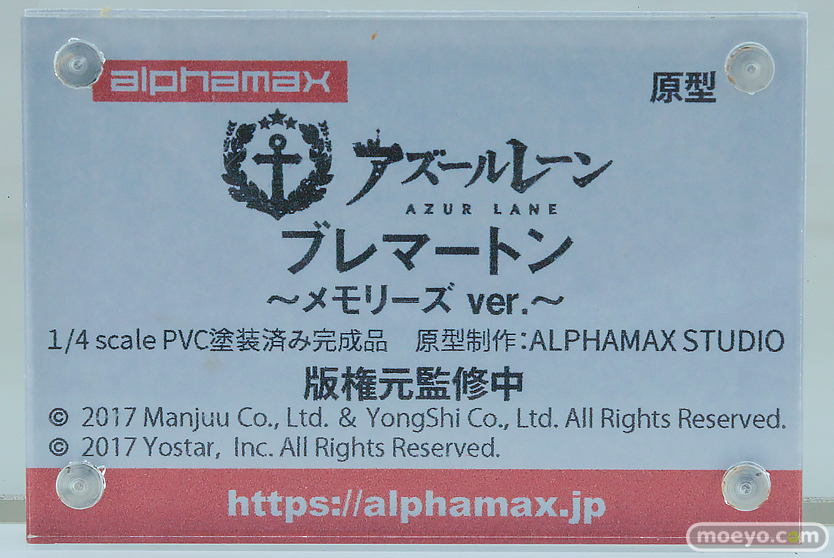 alphamax
原型
アズールレーン
AZUR LANE
ブレマートン
～メモリーズ ver.～
1/4 scale PVC塗装済み完成品　原型制作：ALPHAMAX STUDIO
版権元監修中
© 2017 Manjuu Co., Ltd. & YongShi Co., Ltd. All Rights Reserved.
© 2017 Yostar, Inc. All Rights Reserved.
https://alphamax.jp
moeyo.com